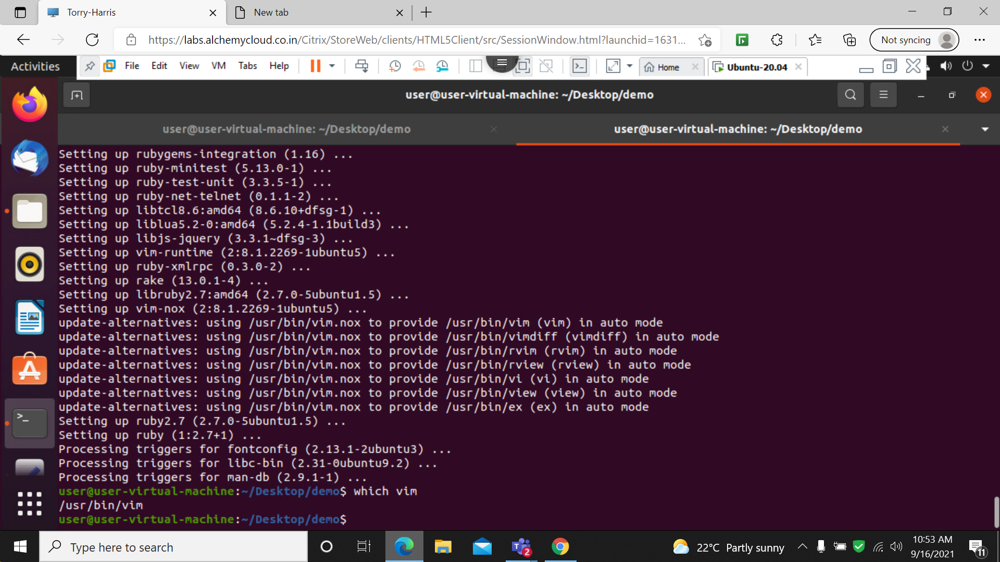 Torry-Harris
New tab
https://labs.alchemycloud.co.in/Citrix/StoreWeb/clients/HTML5Client/src/SessionWindow.html?launchid=1631...
Not syncing
Activities
File Edit View VM Tabs Help
Home
Ubuntu-20.04
user@user-virtual-machine: ~/Desktop/demo
user@user-virtual-machine: ~/Desktop/demo
user@user-virtual-machine: ~/Desktop/demo
Setting up rubygems-integration (1.16) ...
Setting up ruby-minitest (5.13.0-1) ...
Setting up ruby-test-unit (3.3.5-1) ...
Setting up ruby-net-telnet (0.1.1-2) ...
Setting up libtcl8.6:amd64 (8.6.10+dfsg-1) ...
Setting up liblua5.2-0:amd64 (5.2.4-1.1build3) ...
Setting up libjs-jquery (3.3.1~dfsg-3) ...
Setting up vim-runtime (2:8.1.2269-1ubuntu5) ...
Setting up ruby-xmlrpc (0.3.0-2) ...
Setting up rake (13.0.1-4) ...
Setting up libruby2.7:amd64 (2.7.0-5ubuntu1.5) ...
Setting up vim-nox (2:8.1.2269-1ubuntu5) ...
update-alternatives: using /usr/bin/vim.nox to provide /usr/bin/vim (vim) in auto mode
update-alternatives: using /usr/bin/vim.nox to provide /usr/bin/vimdiff (vimdiff) in auto mode
update-alternatives: using /usr/bin/vim.nox to provide /usr/bin/rvim (rvim) in auto mode
update-alternatives: using /usr/bin/vim.nox to provide /usr/bin/rview (rview) in auto mode
update-alternatives: using /usr/bin/vim.nox to provide /usr/bin/vi (vi) in auto mode
update-alternatives: using /usr/bin/vim.nox to provide /usr/bin/view (view) in auto mode
update-alternatives: using /usr/bin/vim.nox to provide /usr/bin/ex (ex) in auto mode
Setting up ruby2.7 (2.7.0-5ubuntu1.5) ...
Setting up ruby (1:2.7+1) ...
Processing triggers for fontconfig (2.13.1-2ubuntu3) ...
Processing triggers for libc-bin (2.31-0ubuntu9.2) ...
Processing triggers for man-db (2.9.1-1) ...
user@user-virtual-machine:~/Desktop/demo$ which vim
/usr/bin/vim
user@user-virtual-machine:~/Desktop/demo$
Type here to search
2
22°C Partly sunny
10:53 AM
9/16/2021
11